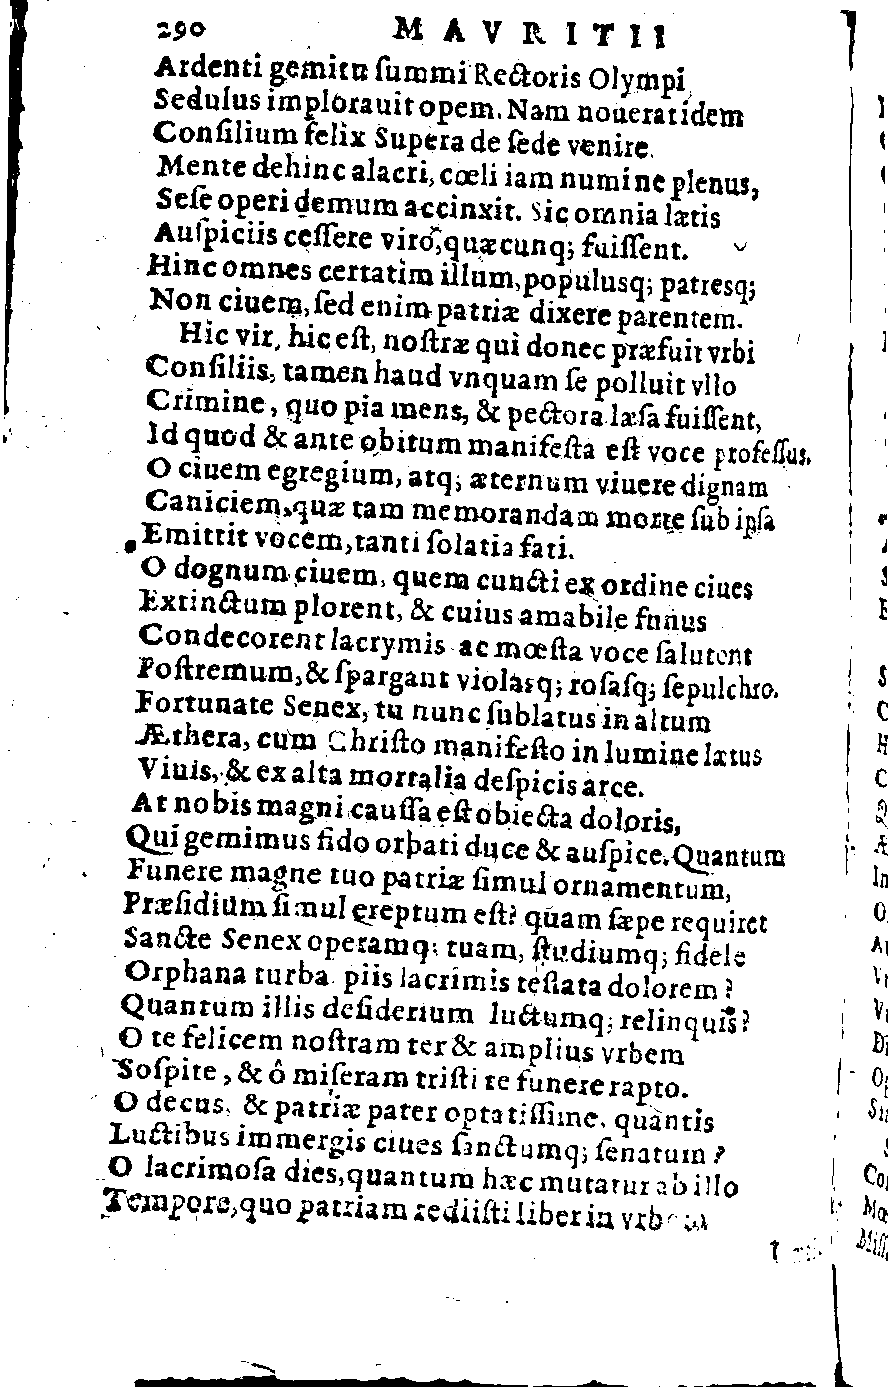 290 MAVRITII
Ardenti gemitu ſummi Rectoris Olympi
Sedulus implorauit opem. Nam nouerat idem
Conſilium felix Supera de ſede venire.
Mente dehinc alacri, cœli iam numine plenus,
Seſe operi demum accinxit. Sic omnia lætis
Auſpiciis ceſſere viro, quæcunq; fuiſſent.
Hinc omnes certatim illum, populusq; patresq;
Non ciuem, ſed enim patriæ dixere parentem.
Hic vir, hic eſt, noſtræ qui donec præfuit vrbi
Conſiliis, tamen haud vnquam ſe polluit vllo
Crimine, quo pia mens, & pectora læſa fuiſſent,
Id quod & ante obitum manifeſta eſt voce profeſſus.
O ciuem egregium, atq; æternum viuere dignam
Caniciem, quæ tam memorandam morte ſub ipſa
Emittit vocem, tanti ſolatia fati.
O dognum ciuem, quem cuncti ex ordine ciues
Extinctum plorent, & cuius amabile funus
Condecorent lacrymis ac mœſta voce ſalutent
Poſtremum, & ſpargant violasq; roſaſq; ſepulchro.
Fortunate Senex, tu nunc ſublatus in altum
Æthera, cum Chriſto manifeſto in lumine lætus
Viuis, & ex alta mortalia deſpicis arce.
At nobis magni cauſſa eſt obiecta doloris,
Qui gemimus fido orbati duce & auſpice. Quantum
Funere magne tuo patriæ ſimul ornamentum,
Præſidium ſimul ereptum eſt? quam ſæpe requiret
Sancte Senex operamq; tuam, ſtudiumq; fidele
Orphana turba piis lacrimis teſtata dolorem?
Quantum illis deſiderium luctumq; relinquis?
O te felicem noſtram ter & amplius vrbem
Soſpite, & ô miſeram triſti te funere rapto.
O decus, & patriæ pater optatiſſime, quantis
Luctibus immergis ciues ſanctumq; ſenatum?
O lacrimoſa dies, quantum hæc mutatur ab illo
Tempore, quo patriam rediiſti liber in vrbem